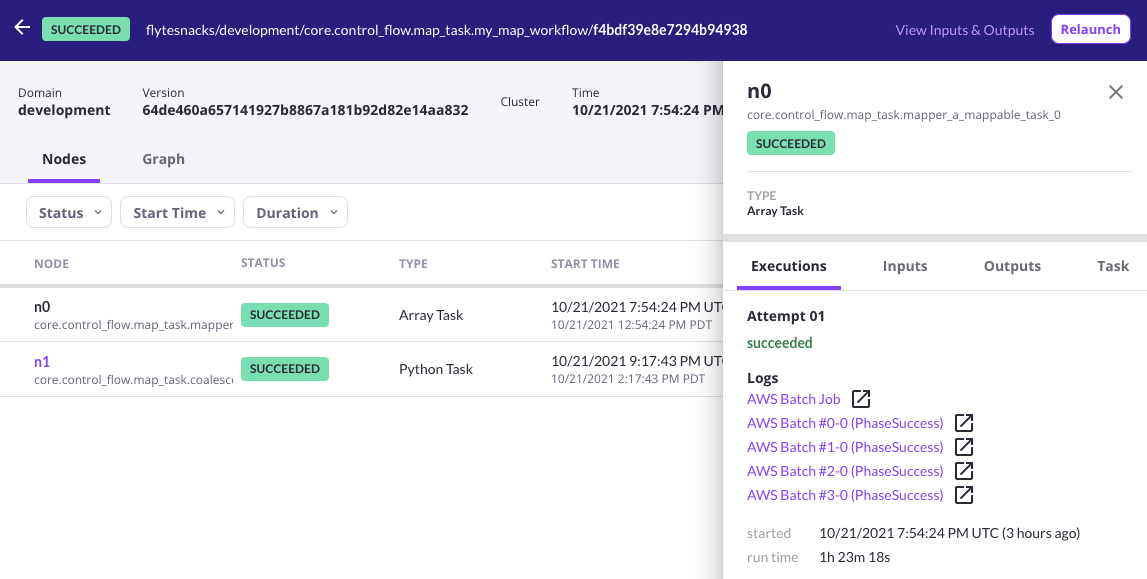 SUCCEEDED flytesnacks/development/core.control_flow.map_task.my_map_workflow/f4bdf39e8e7294b94938 View Inputs & Outputs Relaunch
Domain Version Cluster Time
development 64de460a657141927b8867a181b92d82e14aa832 10/21/2021 7:54:24 PM
Nodes Graph
Status Start Time Duration
NODE STATUS TYPE START TIME
n0 SUCCEEDED Array Task 10/21/2021 7:54:24 PM UTC
core.control_flow.map_task.mapper 10/21/2021 12:54:24 PM PDT
n1 SUCCEEDED Python Task 10/21/2021 9:17:43 PM UTC
core.control_flow.map_task.coalesc 10/21/2021 2:17:43 PM PDT
n0
core.control_flow.map_task.mapper_a_mappable_task_0
SUCCEEDED
TYPE
Array Task
Executions Inputs Outputs Task
Attempt 01
succeeded
Logs
AWS Batch Job
AWS Batch #0-0 (PhaseSuccess)
AWS Batch #1-0 (PhaseSuccess)
AWS Batch #2-0 (PhaseSuccess)
AWS Batch #3-0 (PhaseSuccess)
started 10/21/2021 7:54:24 PM UTC (3 hours ago)
run time 1h 23m 18s